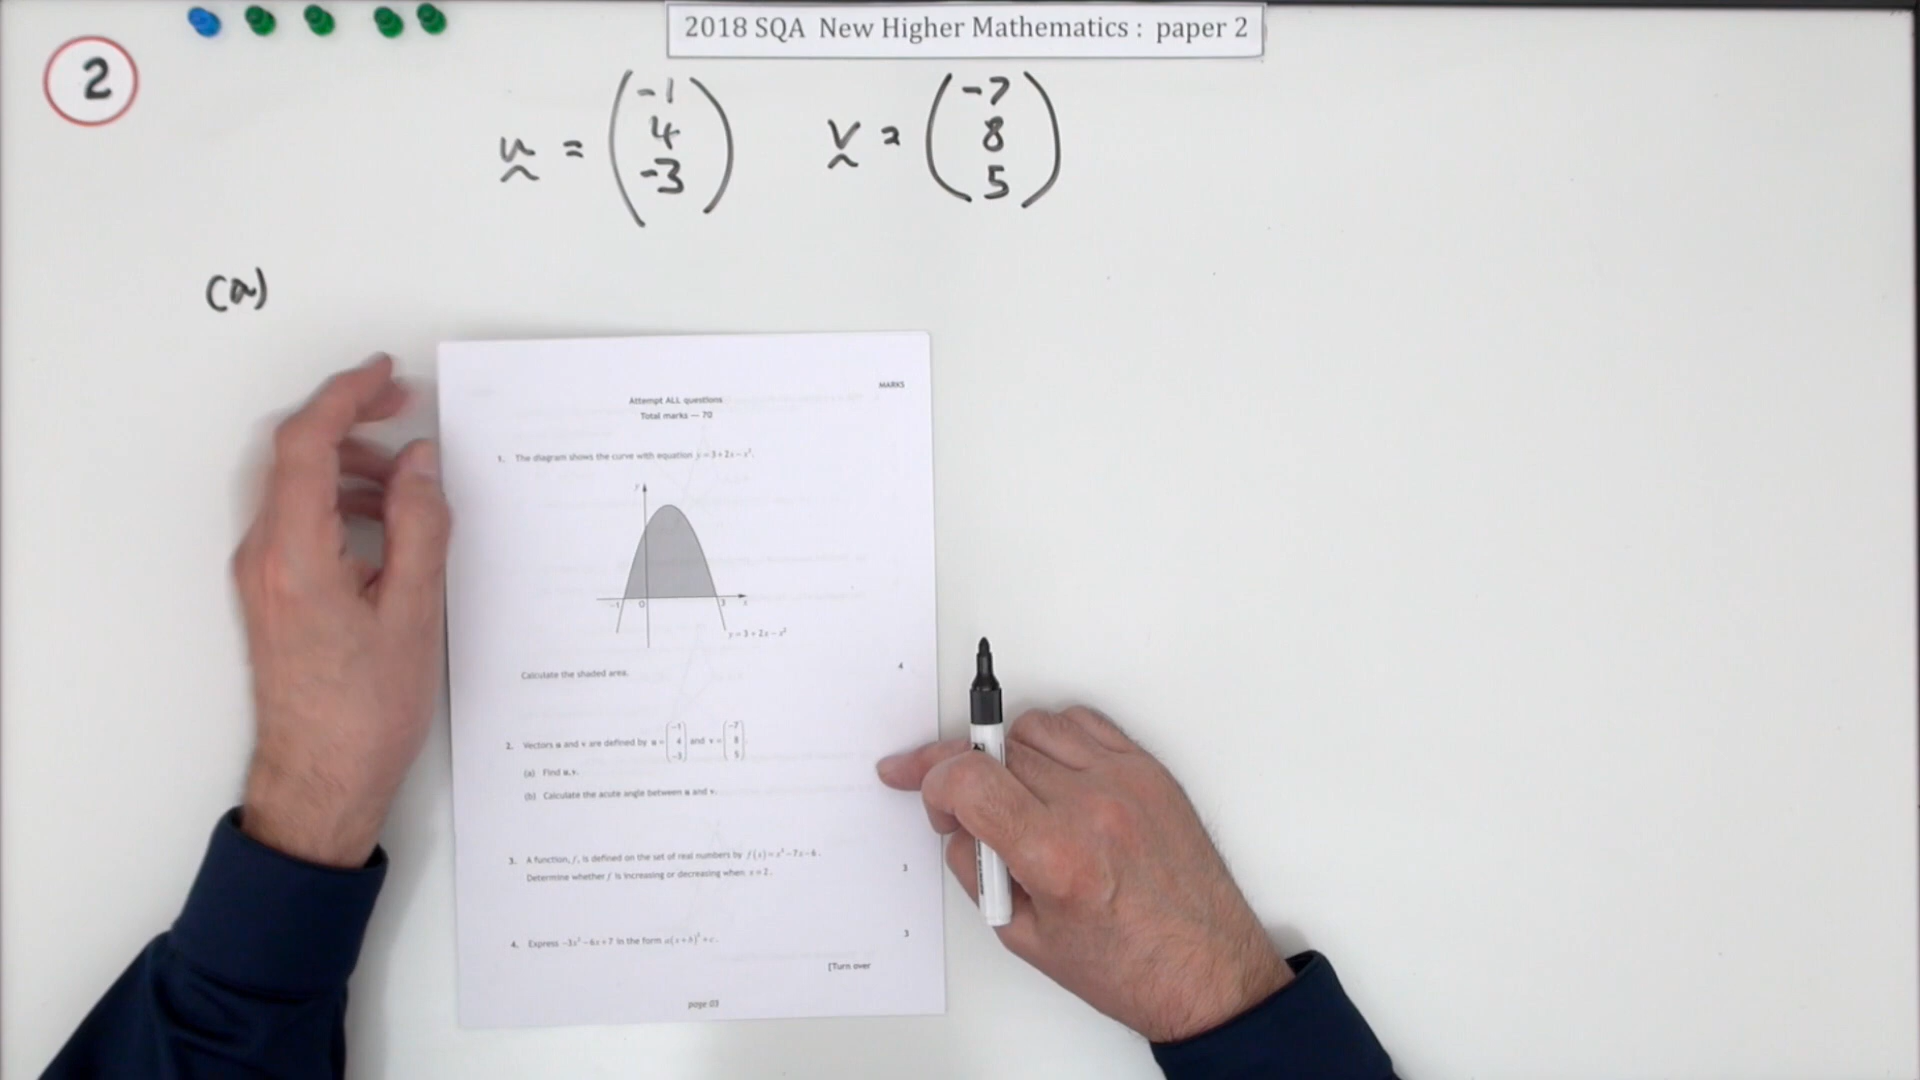 2018 SQA New Higher Mathematics : paper 2
2
u = (-1 4 -3) v = (-7 8 5)
(a)
MARKS
Attempt ALL questions
Total marks — 70
1. The diagram shows the curve with equation y = 3 + 2x − x².
y
-1 0 3 x
y = 3 + 2x − x²
Calculate the shaded area. 4
2. Vectors u and v are defined by u = (-1 4 -3) and v = (-7 8 5).
(a) Find u.v.
(b) Calculate the acute angle between u and v.
3. A function, f, is defined on the set of real numbers by
Determine whether f is increasing or decreasing when x = 2. 3
4. Express −3x² − 6x + 7 in the form a(x + b)² + c. 3
[Turn over
page 03